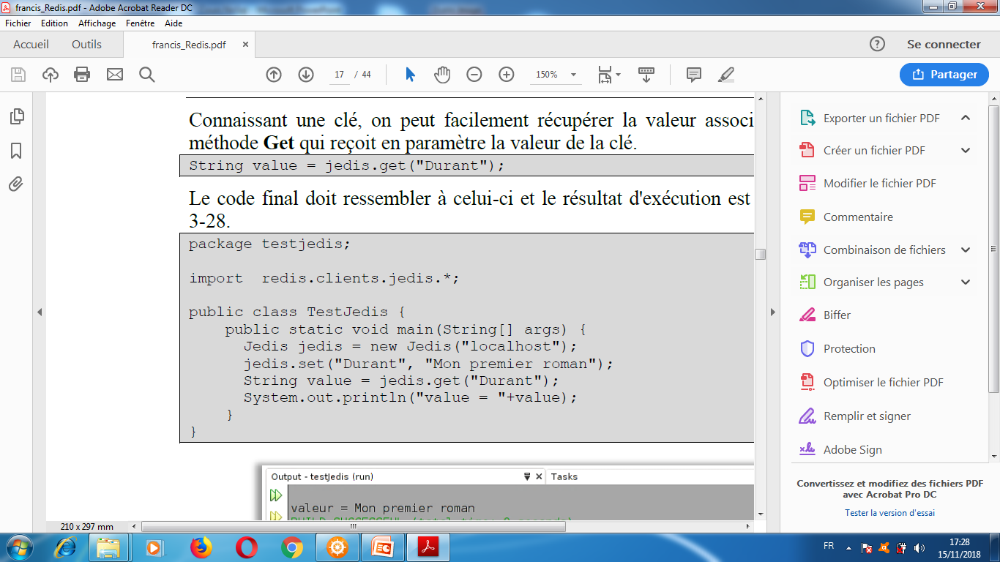 francis_Redis.pdf - Adobe Acrobat Reader DC
Fichier Edition Affichage Fenêtre Aide
Accueil Outils francis_Redis.pdf × Se connecter
17 / 44 150% Partager
Connaissant une clé, on peut facilement récupérer la valeur associ
méthode Get qui reçoit en paramètre la valeur de la clé.
String value = jedis.get("Durant");
Le code final doit ressembler à celui-ci et le résultat d'exécution est
3-28.
package testjedis;
import  redis.clients.jedis.*;
public class TestJedis {
    public static void main(String[] args) {
      Jedis jedis = new Jedis("localhost");
      jedis.set("Durant", "Mon premier roman");
      String value = jedis.get("Durant");
      System.out.println("value = "+value);
    }
}
Output - testJedis (run) Tasks
valeur = Mon premier roman
210 x 297 mm
Exporter un fichier PDF
Créer un fichier PDF
Modifier le fichier PDF
Commentaire
Combinaison de fichiers
Organiser les pages
Biffer
Protection
Optimiser le fichier PDF
Remplir et signer
Adobe Sign
Convertissez et modifiez des fichiers PDF
avec Acrobat Pro DC
Tester la version d'essai
FR
17:28
15/11/2018